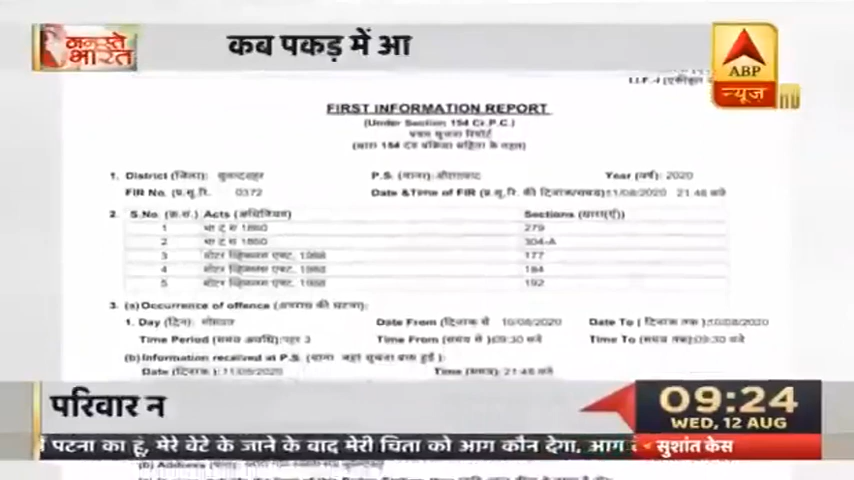 नमस्ते भारत
कब पकड़ में आ
ABP
न्यूज़
HD
FIRST INFORMATION REPORT
(Under Section 154 Cr.P.C.)
प्रथम सूचना रिपोर्ट
(धारा 154 दंड प्रक्रिया संहिता के तहत)
1. District (जिला): बुलन्दशहर P.S. (थाना): औरंगाबाद Year (वर्ष): 2020
FIR No. (प्र.सू.रि. 0372 Date &Time of FIR (प्र.सू.रि. की दिनांक/समय):11/08/2020 21:48 बजे
2. S.No. (क्र.सं.) Acts (अधिनियम) Sections (धारा(एँ))
1 भा दं सं 1860 279
2 भा दं सं 1860 304-A
3 मोटर व्हिकल्स एक्ट, 1988 177
4 मोटर व्हिकल्स एक्ट, 1988 184
5 मोटर व्हिकल्स एक्ट, 1988 192
3. (a) Occurrence of offence (अपराध की घटना):
1. Day (दिन): सोमवार Date From (दिनांक से 10/08/2020 Date To ( दिनांक तक ):10/08/2020
Time Period (समय अवधि):पहर 3 Time From (समय से ):09:30 बजे Time To (समय तक):09:30 बजे
(b) Information received at P.S. (थाना जहां सूचना प्राप्त हुई ):
Date (दिनांक ):11/08/2020 Time (समय): 21:48 बजे
परिवार न
09:24
WED, 12 AUG
पटना का हूं, मेरे बेटे के जाने के बाद मेरी चिता को आग कौन देगा, आग
सुशांत केस
(b) Address